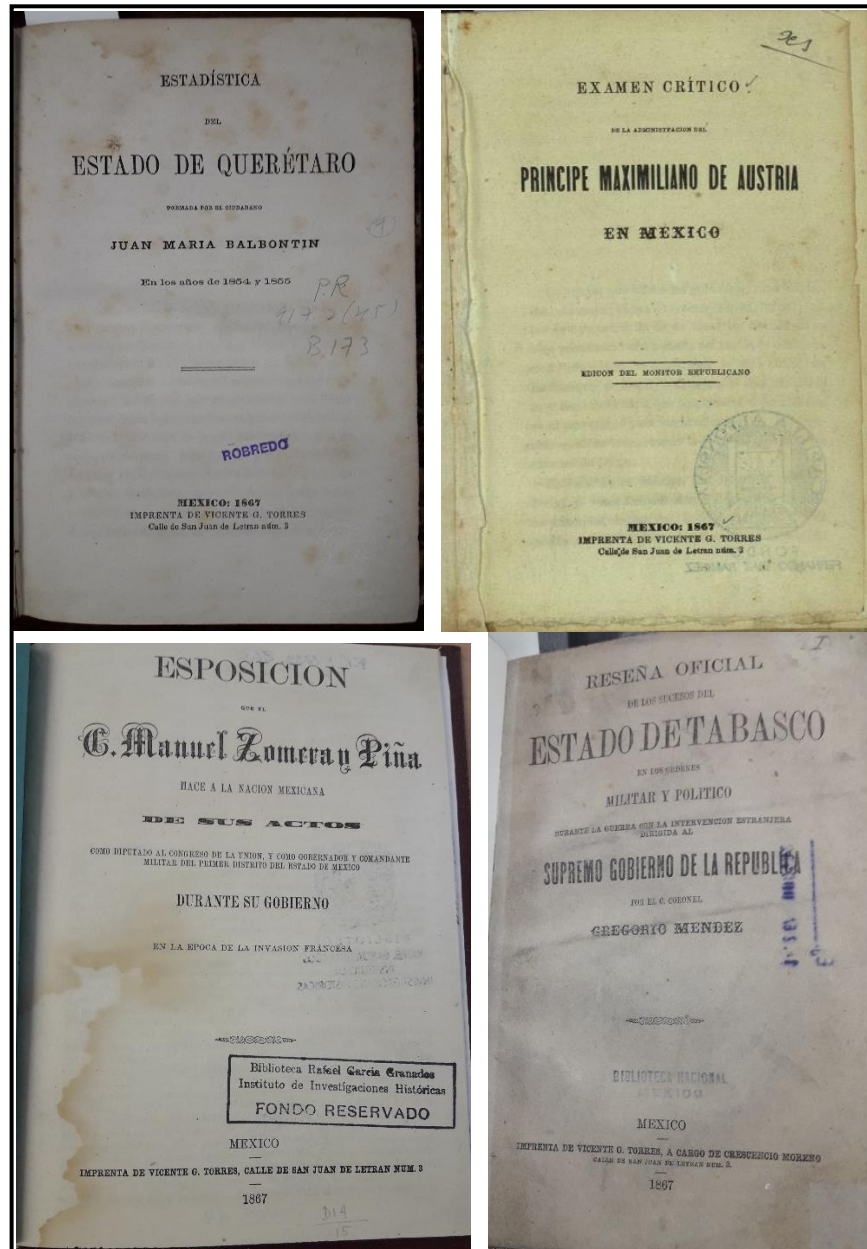 ESTADÍSTICA
DEL
ESTADO DE QUERÉTARO
FORMADA POR EL CIUDADANO
JUAN MARIA BALBONTIN
En los años de 1854 y 1855
P.R.
B.173
ROBREDO
MEXICO: 1867
IMPRENTA DE VICENTE G. TORRES
Calle de San Juan de Letran núm. 3
EXAMEN CRÍTICO
DE LA ADMINISTRACION DEL
PRINCIPE MAXIMILIANO DE AUSTRIA
EN MÉXICO
EDICON DEL MONITOR REPUBLICANO
MEXICO: 1867
IMPRENTA DE VICENTE G. TORRES
Calle de San Juan de Letran núm. 3
ESPOSICION
QUE EL
C. Manuel Zomera y Piña
HACE A LA NACION MEXICANA
DE SUS ACTOS
COMO DIPUTADO AL CONGRESO DE LA UNION, Y COMO GOBERNADOR Y COMANDANTE
MILITAR DEL PRIMER DISTRITO DEL ESTADO DE MEXICO
DURANTE SU GOBIERNO
EN LA EPOCA DE LA INVASION FRANCESA
Biblioteca Rafael García Granados
Instituto de Investigaciones Históricas
FONDO RESERVADO
MEXICO
IMPRENTA DE VICENTE G. TORRES, CALLE DE SAN JUAN DE LETRAN NUM. 3
1867
D14
15
RESEÑA OFICIAL
DE LOS SUCESOS DEL
ESTADO DE TABASCO
EN LOS ORDENES
MILITAR Y POLITICO
DURANTE LA GUERRA CON LA INTERVENCION ESTRANJERA
DIRIGIDA AL
SUPREMO GOBIERNO DE LA REPUBLICA
POR EL C. CORONEL
GREGORIO MENDEZ
BIBLIOTECA NACIONAL
MEXICO
IMPRENTA DE VICENTE G. TORRES, A CARGO DE CRESCENCIO MORENO
CALLE DE SAN JUAN DE LETRAN NUM. 3.
1867